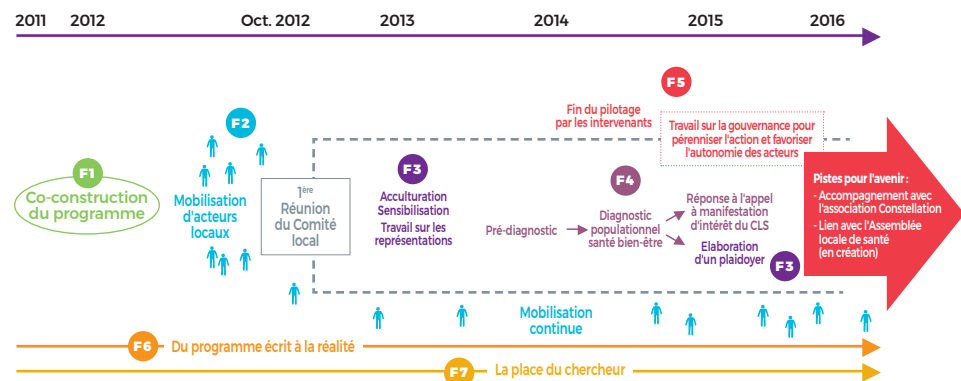 2011 2012 Oct. 2012 2013 2014 2015 2016
F1
Co-construction
du programme
F2
Mobilisation
d'acteurs
locaux
1ère
Réunion
du Comité
local
F3
Acculturation
Sensibilisation
Travail sur les
représentations
Pré-diagnostic
F4
Diagnostic
populationnel
santé bien-être
Fin du pilotage
par les intervenants
F5
Travail sur la gouvernance pour
pérenniser l'action et favoriser
l'autonomie des acteurs
Réponse à l'appel
à manifestation
d'intérêt du CLS
Elaboration
d'un plaidoyer
F3
Pistes pour l'avenir :
- Accompagnement avec
l'association Constellation
- Lien avec l'Assemblée
locale de santé
(en création)
Mobilisation
continue
F6 Du programme écrit à la réalité
F7 La place du chercheur